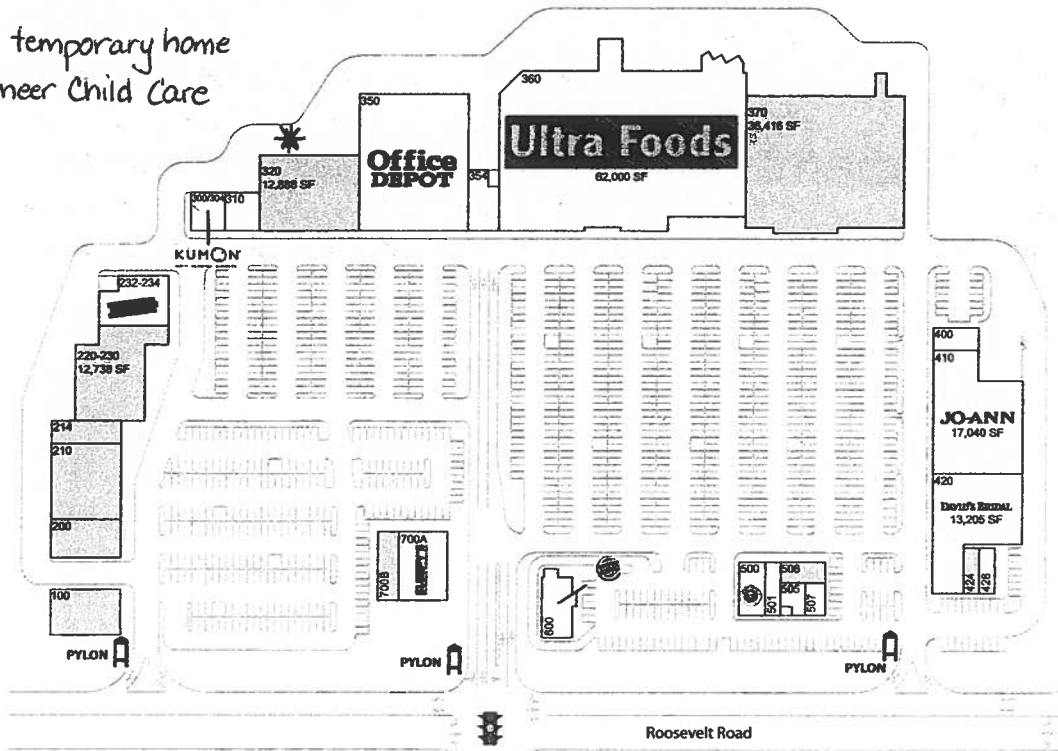 temporary home
neer Child Care
360
350
Ultra Foods
370
36,416 SF
Office
DEPOT
320
12,888 SF
354
62,000 SF
300/304
310
KUMON
232-234
220-230
12,738 SF
400
410
JO-ANN
17,040 SF
214
210
420
DAVID'S BRIDAL
13,205 SF
200
700A
700B
500
506
505
501
507
424
426
100
600
PYLON
PYLON
PYLON
Roosevelt Road